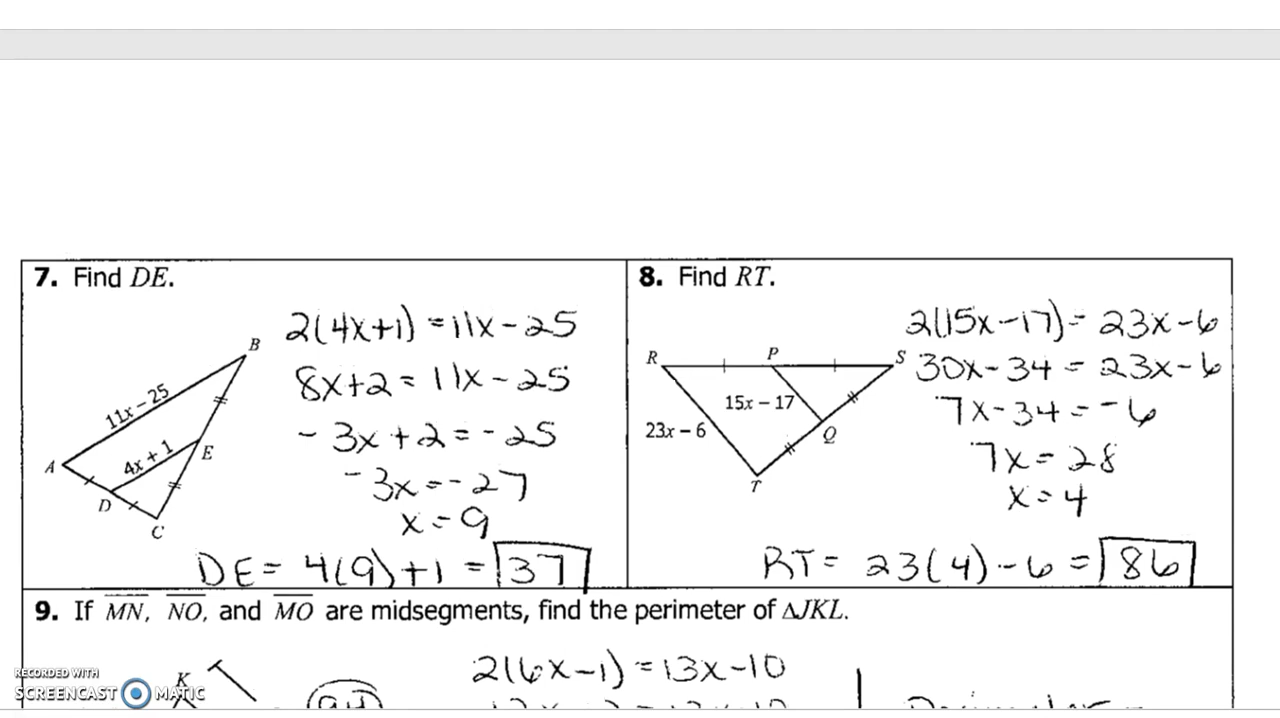 7. Find DE.
2(4x+1) = 11x - 25
8x+2 = 11x - 25
-3x + 2 = -25
-3x = -27
x = 9
DE = 4(9)+1 = 37
B
11x - 25
4x + 1
A
E
D
C
8. Find RT.
2(15x-17) = 23x-6
30x-34 = 23x-6
7x-34 = -6
7x = 28
x = 4
RT = 23(4)-6 = 86
R
P
S
15x - 17
23x - 6
Q
T
9. If MN, NO, and MO are midsegments, find the perimeter of ΔJKL.
2(6x-1) = 13x-10
K
RECORDED WITH
SCREENCAST MATIC